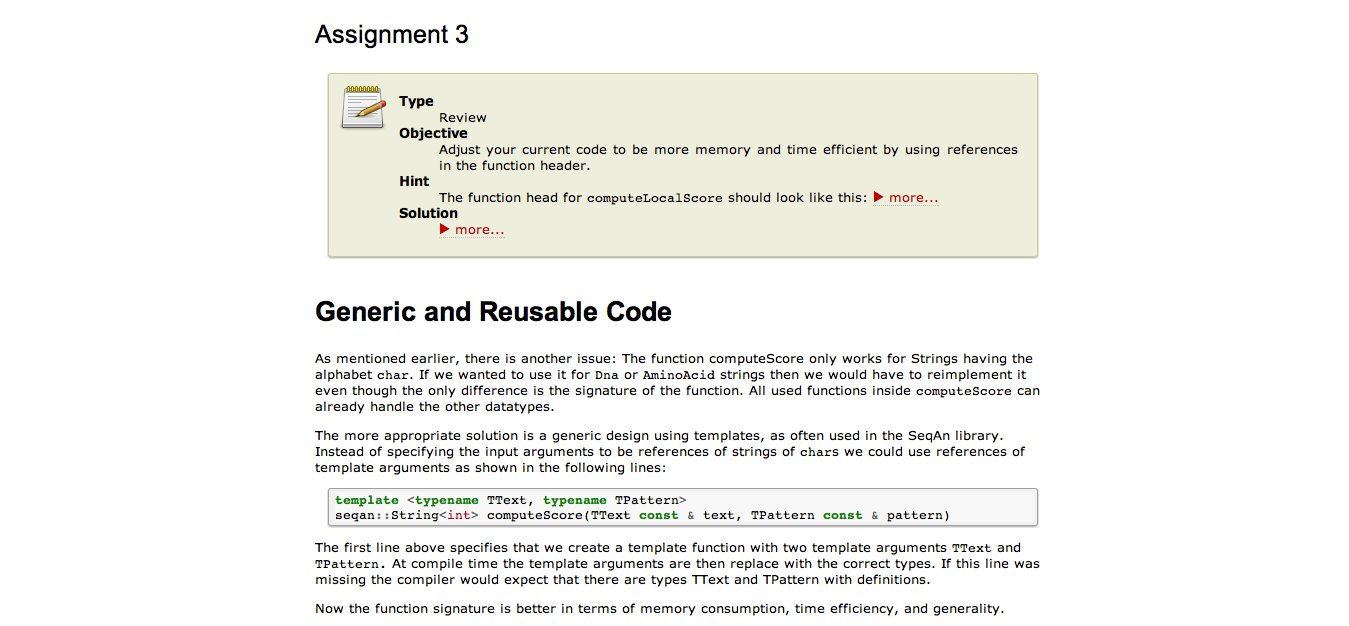 Assignment 3
Type
Review
Objective
Adjust your current code to be more memory and time efficient by using references
in the function header.
Hint
The function head for computeLocalScore should look like this: ▶ more...
Solution
▶ more...
Generic and Reusable Code
As mentioned earlier, there is another issue: The function computeScore only works for Strings having the
alphabet char. If we wanted to use it for Dna or AminoAcid strings then we would have to reimplement it
even though the only difference is the signature of the function. All used functions inside computeScore can
already handle the other datatypes.
The more appropriate solution is a generic design using templates, as often used in the SeqAn library.
Instead of specifying the input arguments to be references of strings of chars we could use references of
template arguments as shown in the following lines:
template <typename TText, typename TPattern>
seqan::String<int> computeScore(TText const & text, TPattern const & pattern)
The first line above specifies that we create a template function with two template arguments TText and
TPattern. At compile time the template arguments are then replace with the correct types. If this line was
missing the compiler would expect that there are types TText and TPattern with definitions.
Now the function signature is better in terms of memory consumption, time efficiency, and generality.